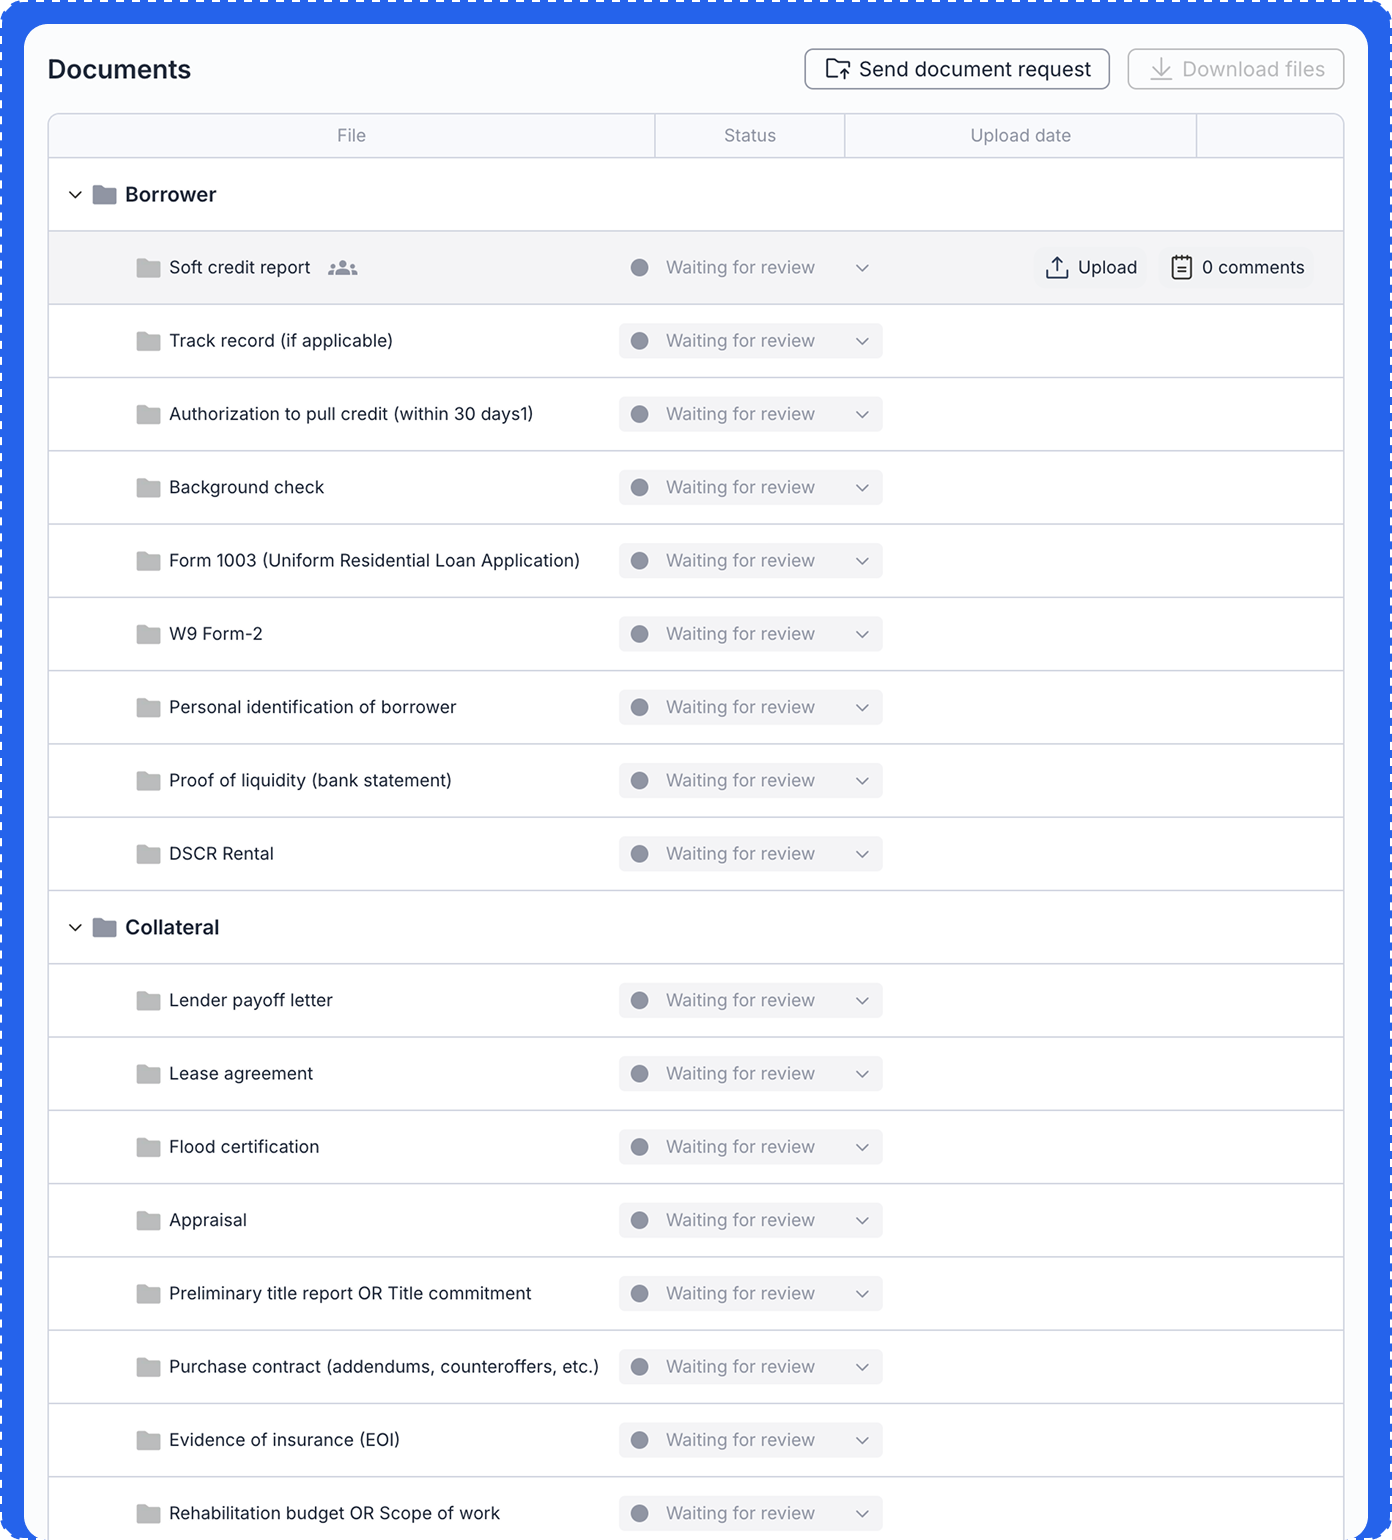 Documents Send document request Download files
File Status Upload date
Borrower
Soft credit report Waiting for review Upload 0 comments
Track record (if applicable) Waiting for review
Authorization to pull credit (within 30 days1) Waiting for review
Background check Waiting for review
Form 1003 (Uniform Residential Loan Application) Waiting for review
W9 Form-2 Waiting for review
Personal identification of borrower Waiting for review
Proof of liquidity (bank statement) Waiting for review
DSCR Rental Waiting for review
Collateral
Lender payoff letter Waiting for review
Lease agreement Waiting for review
Flood certification Waiting for review
Appraisal Waiting for review
Preliminary title report OR Title commitment Waiting for review
Purchase contract (addendums, counteroffers, etc.) Waiting for review
Evidence of insurance (EOI) Waiting for review
Rehabilitation budget OR Scope of work Waiting for review